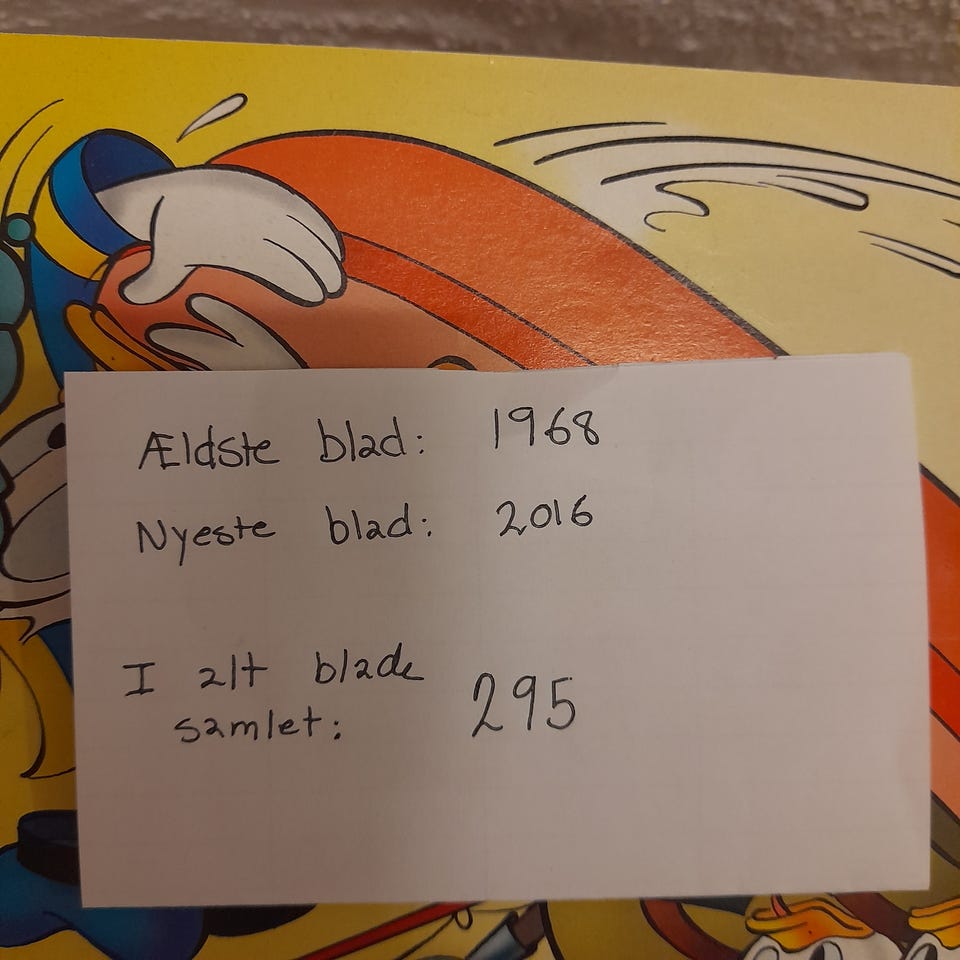 Ældste blad: 1968
Nyeste blad: 2016
I alt blade
samlet: 295